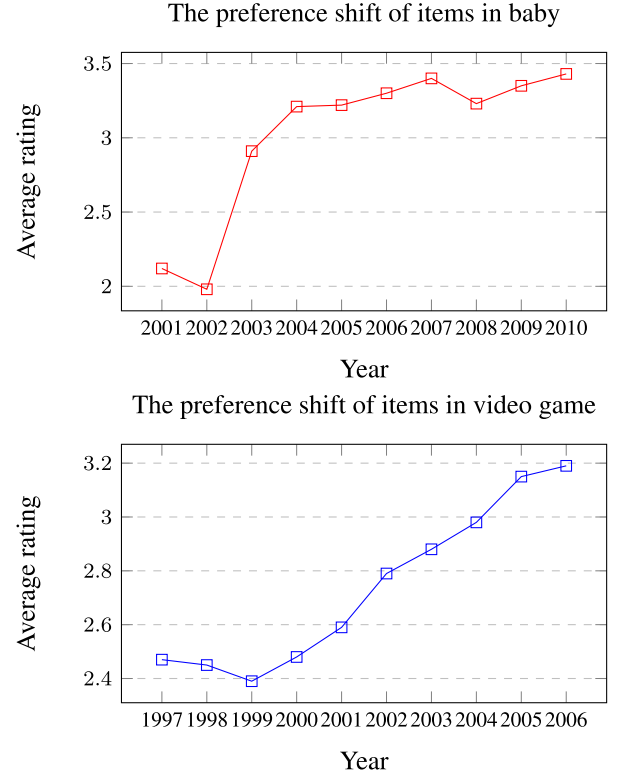 The preference shift of items in baby
3.5
3
2.5
2
Average rating
2001 2002 2003 2004 2005 2006 2007 2008 2009 2010
Year
The preference shift of items in video game
3.2
3
2.8
2.6
2.4
Average rating
1997 1998 1999 2000 2001 2002 2003 2004 2005 2006
Year